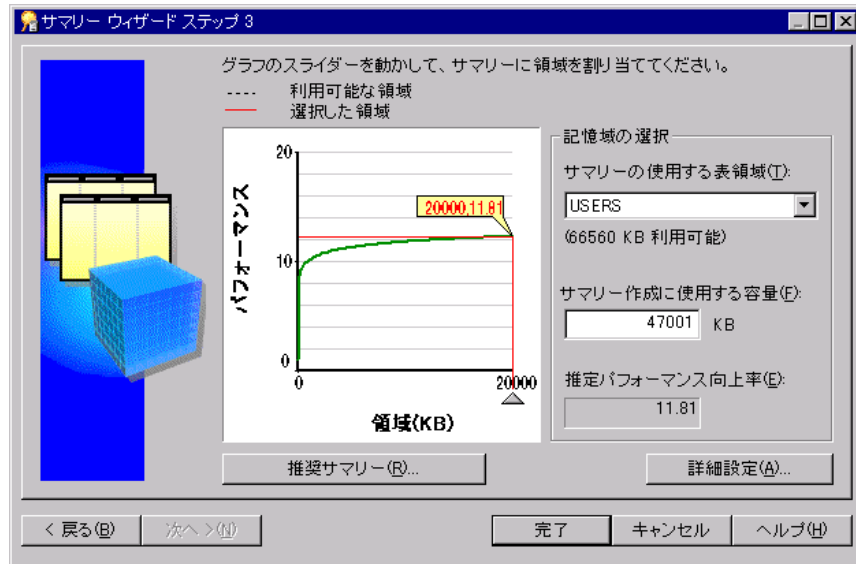 サマリー ウィザード ステップ 3
グラフのスライダーを動かして、サマリーに領域を割り当ててください。
---- 利用可能な領域
選択した領域
パフォーマンス
20
10
0
20000,11.81
0
20000
領域(KB)
記憶域の選択
サマリーの使用する表領域(T):
USERS
(66560 KB 利用可能)
サマリー作成に使用する容量(F):
47001 KB
推定パフォーマンス向上率(E):
11.81
推奨サマリー(R)...
詳細設定(A)...
< 戻る(B)
次へ >(N)
完了
キャンセル
ヘルプ(H)